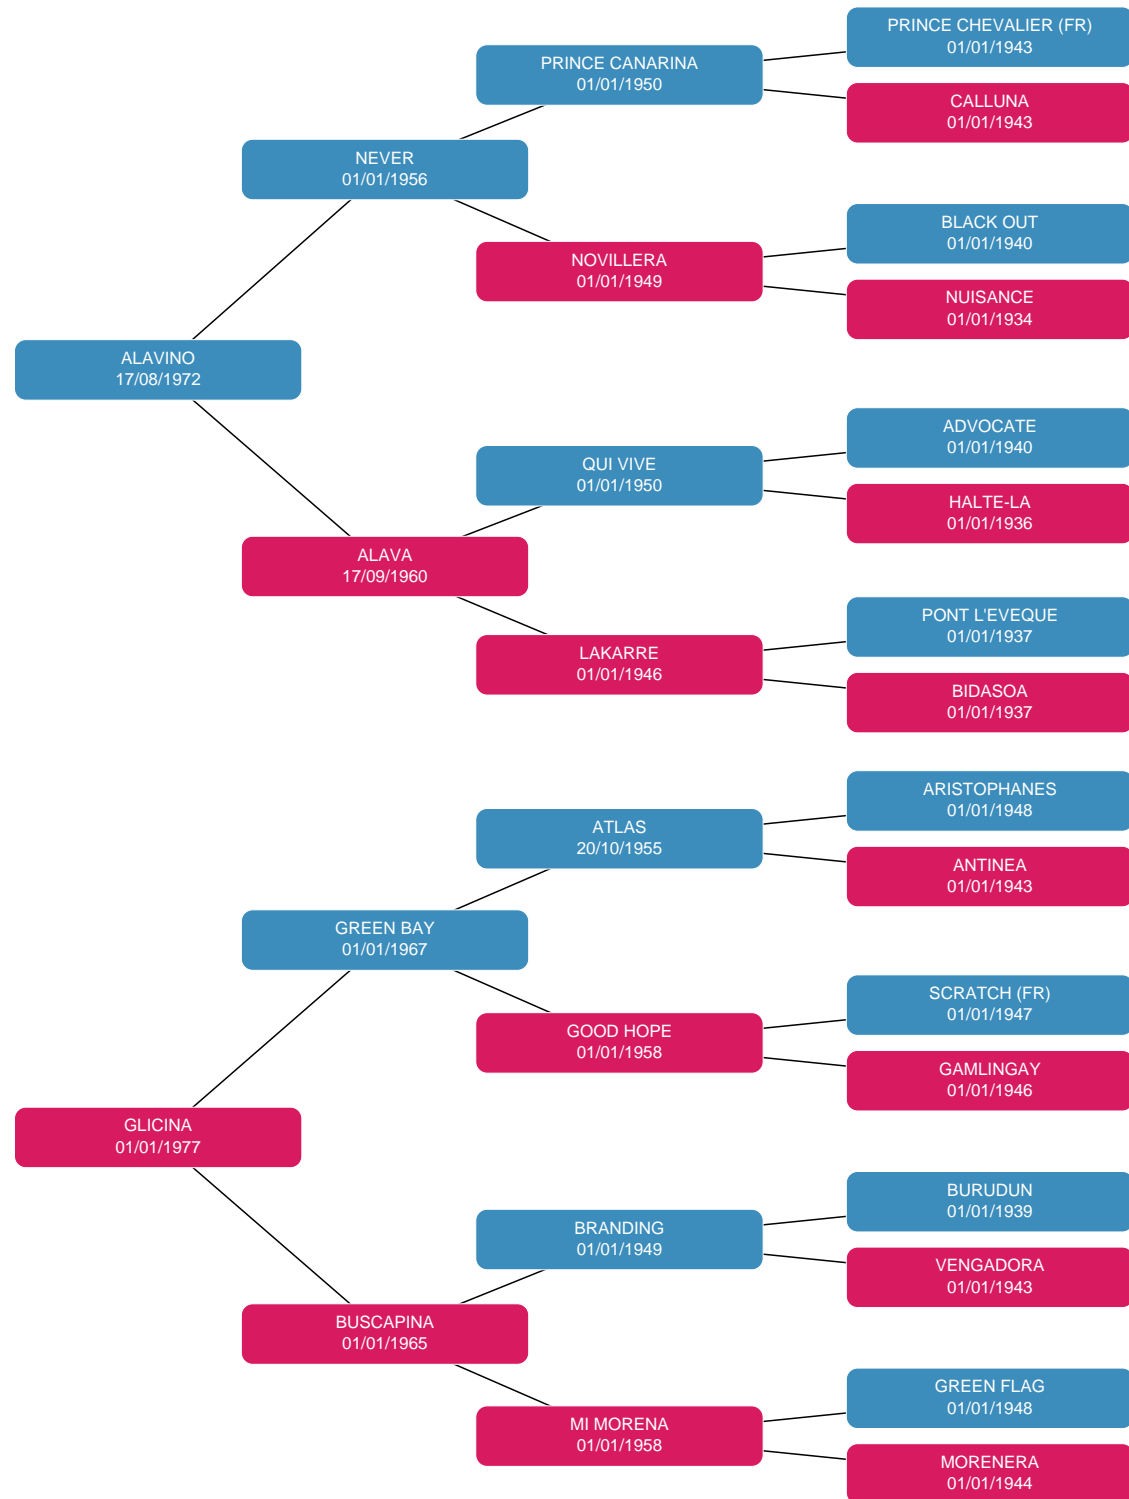 PRINCE CHEVALIER (FR)
01/01/1943
PRINCE CANARINA
01/01/1950
CALLUNA
01/01/1943
NEVER
01/01/1956
BLACK OUT
01/01/1940
NOVILLERA
01/01/1949
NUISANCE
01/01/1934
ALAVINO
17/08/1972
ADVOCATE
01/01/1940
QUI VIVE
01/01/1950
HALTE-LA
01/01/1936
ALAVA
17/09/1960
PONT L'EVEQUE
01/01/1937
LAKARRE
01/01/1946
BIDASOA
01/01/1937
ARISTOPHANES
01/01/1948
ATLAS
20/10/1955
ANTINEA
01/01/1943
GREEN BAY
01/01/1967
SCRATCH (FR)
01/01/1947
GOOD HOPE
01/01/1958
GAMLINGAY
01/01/1946
GLICINA
01/01/1977
BURUDUN
01/01/1939
BRANDING
01/01/1949
VENGADORA
01/01/1943
BUSCAPINA
01/01/1965
GREEN FLAG
01/01/1948
MI MORENA
01/01/1958
MORENERA
01/01/1944